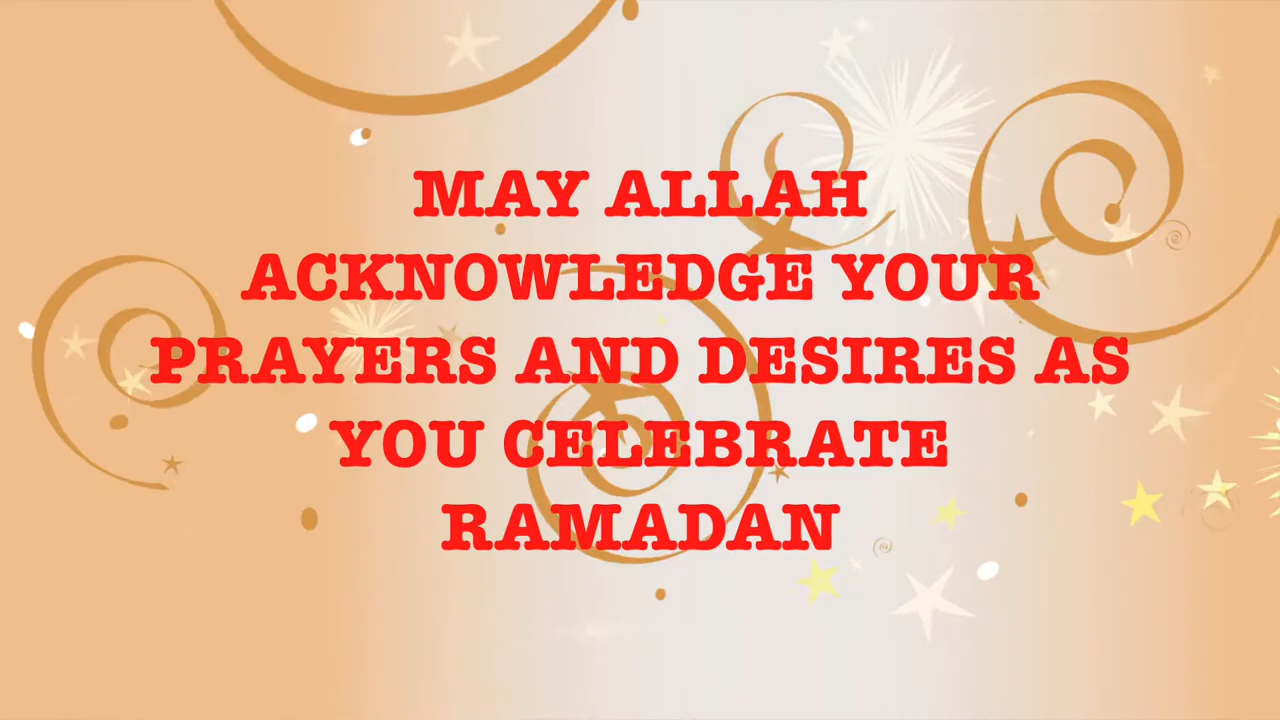 MAY ALLAH
ACKNOWLEDGE YOUR
PRAYERS AND DESIRES AS
YOU CELEBRATE
RAMADAN